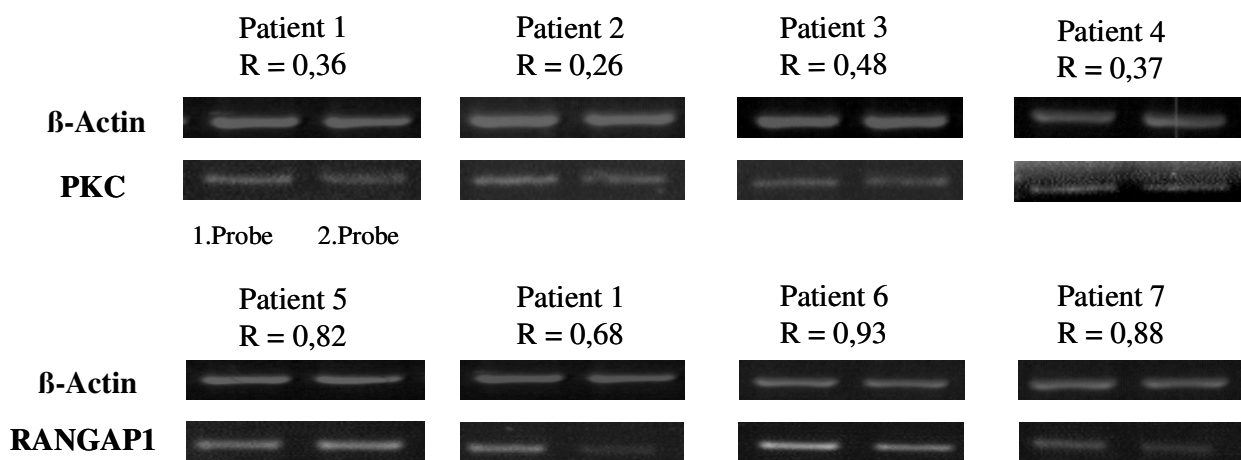 Patient 1 Patient 2 Patient 3 Patient 4
R = 0,36 R = 0,26 R = 0,48 R = 0,37
ß-Actin
PKC
1.Probe 2.Probe
Patient 5 Patient 1 Patient 6 Patient 7
R = 0,82 R = 0,68 R = 0,93 R = 0,88
ß-Actin
RANGAP1